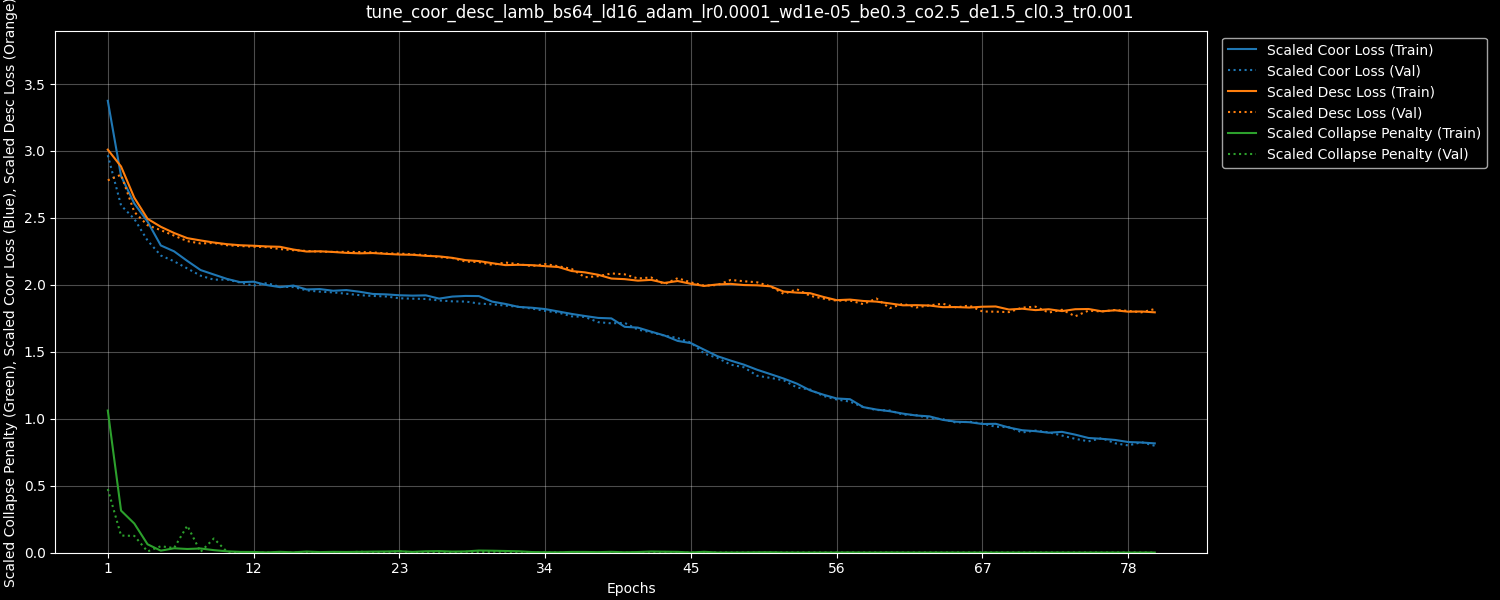 tune_coor_desc_lamb_bs64_ld16_adam_lr0.0001_wd1e-05_be0.3_co2.5_de1.5_cl0.3_tr0.001
Scaled Collapse Penalty (Green), Scaled Coor Loss (Blue), Scaled Desc Loss (Orange)
3.5
3.0
2.5
2.0
1.5
1.0
0.5
0.0
1 12 23 34 45 56 67 78
Epochs
Scaled Coor Loss (Train)
Scaled Coor Loss (Val)
Scaled Desc Loss (Train)
Scaled Desc Loss (Val)
Scaled Collapse Penalty (Train)
Scaled Collapse Penalty (Val)